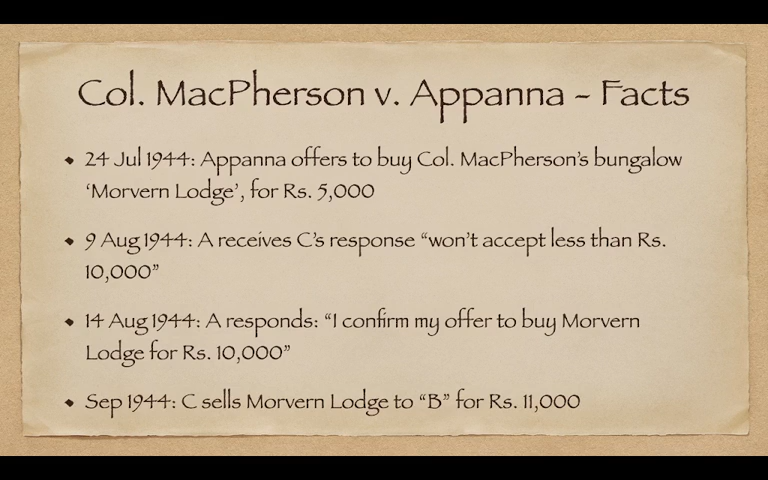 Col. MacPherson v. Appanna - Facts
24 Jul 1944: Appanna offers to buy Col. MacPherson's bungalow
'Morvern Lodge', for Rs. 5,000
9 Aug 1944: A receives C's response "won't accept less than Rs.
10,000"
14 Aug 1944: A responds: "I confirm my offer to buy Morvern
Lodge for Rs. 10,000"
Sep 1944: C sells Morvern Lodge to "B" for Rs. 11,000